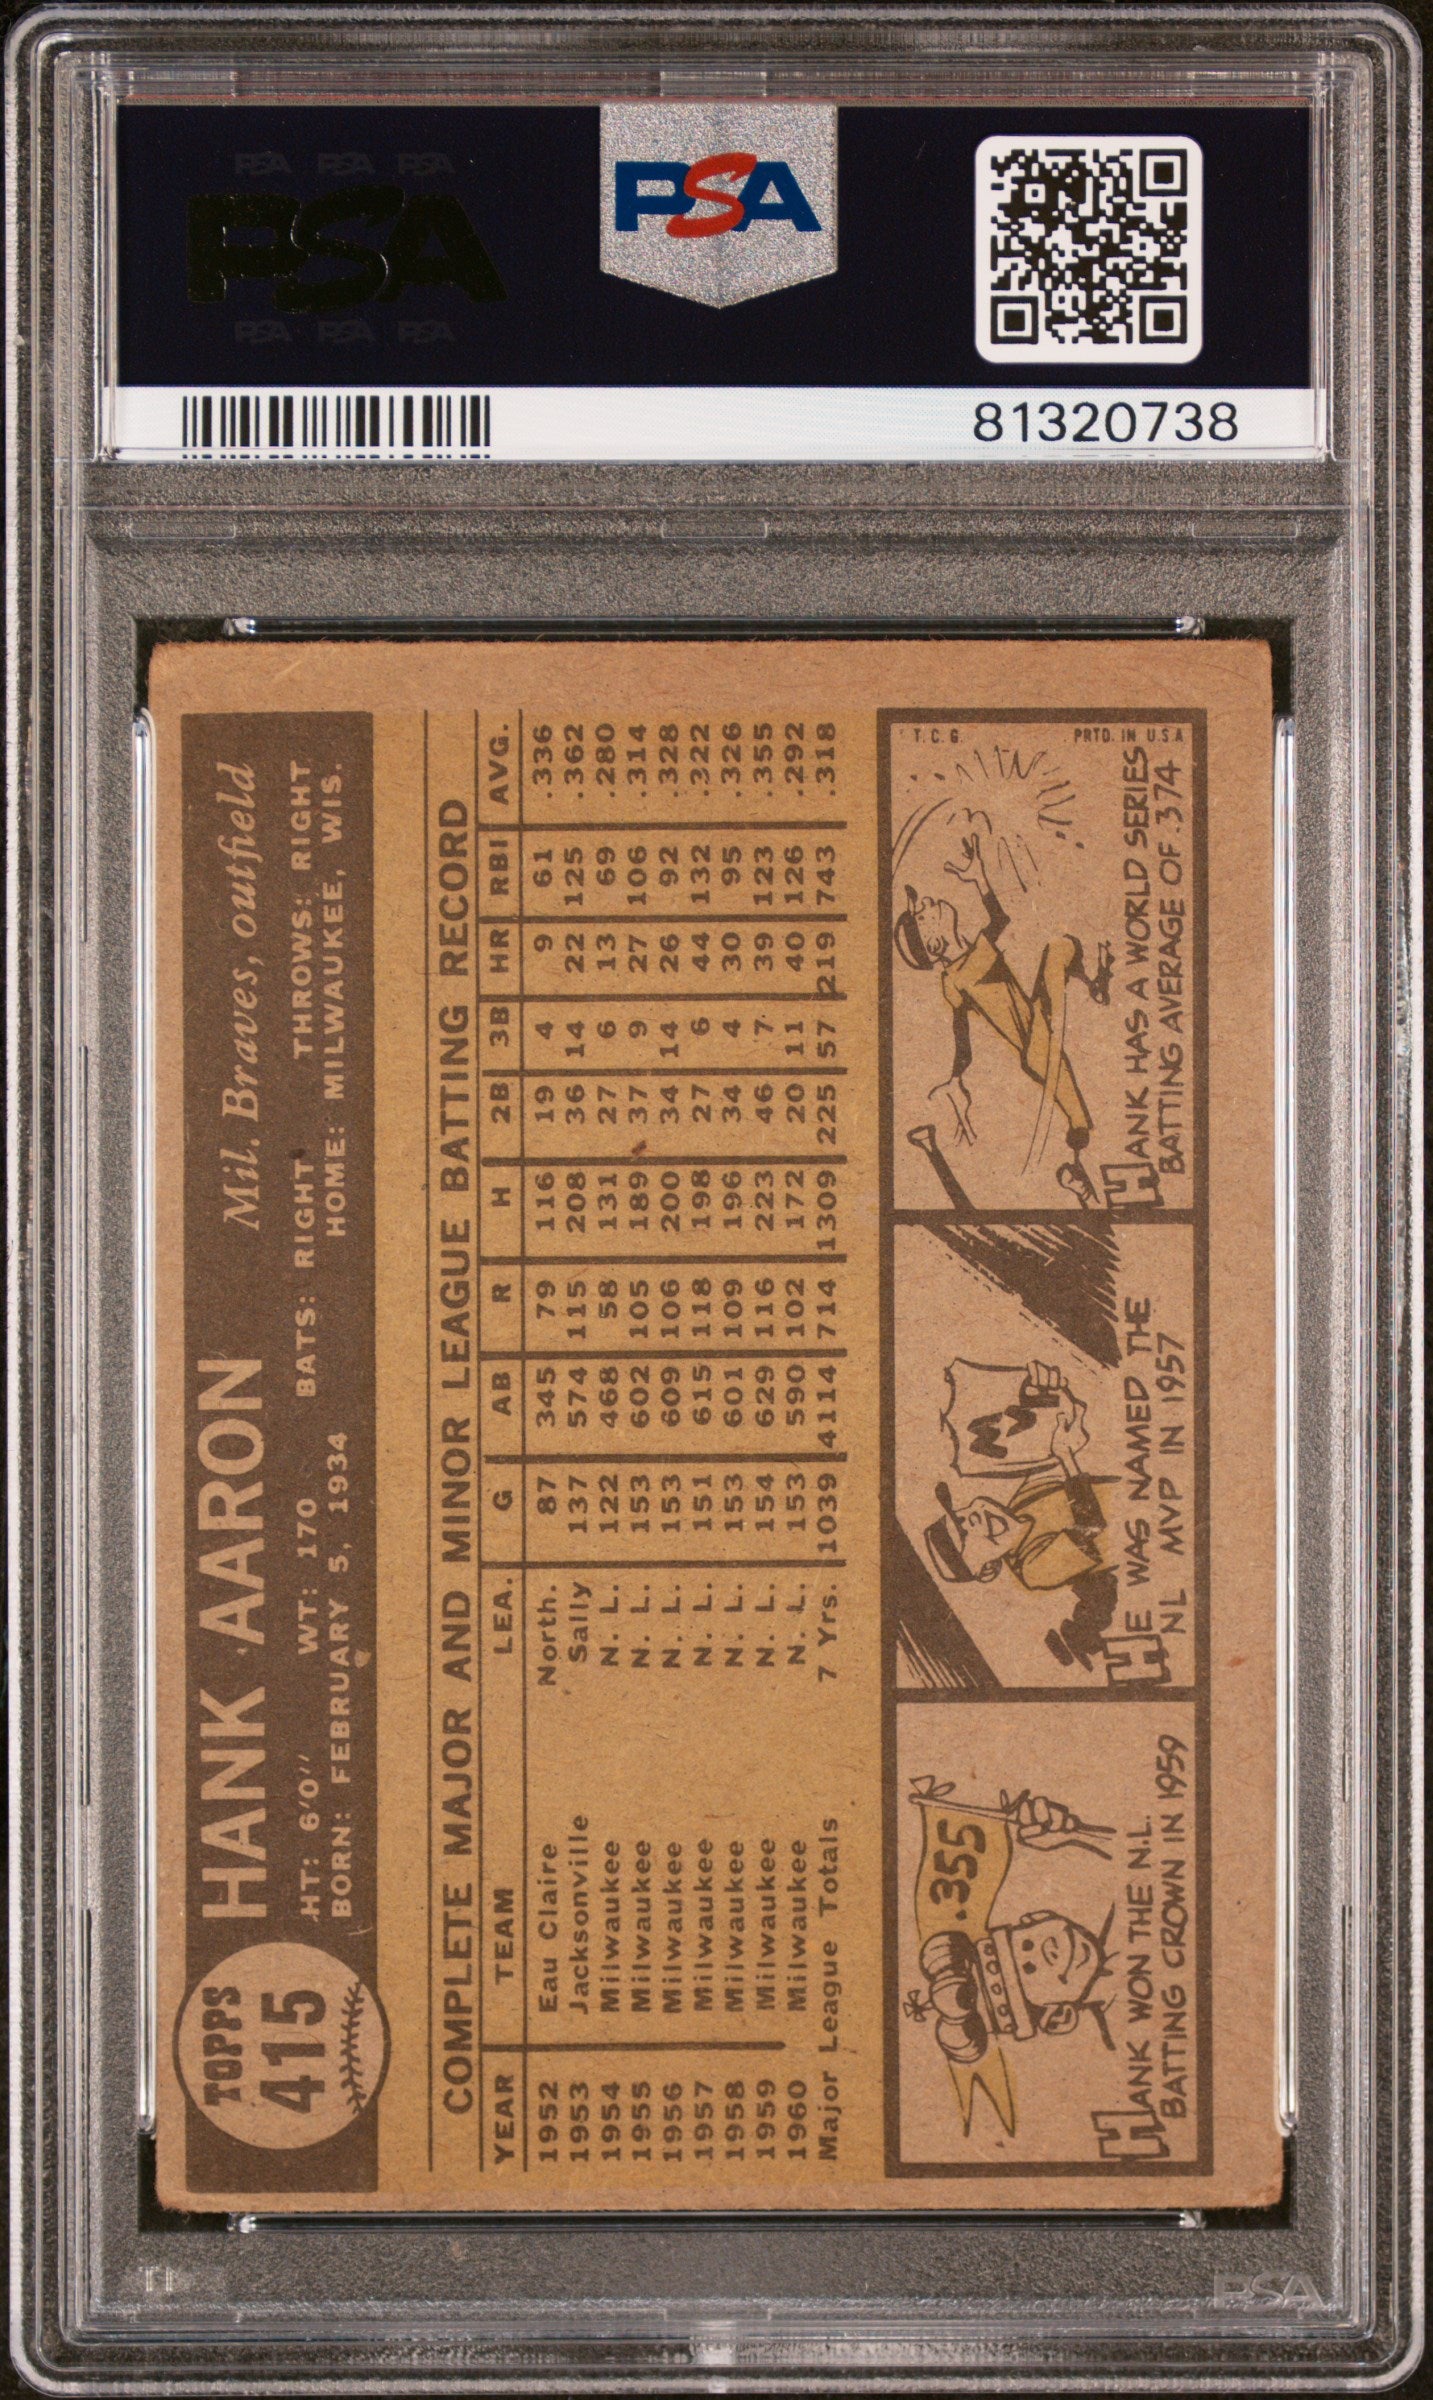 PSA PSA PSA
PSA
PSA PSA PSA
PSA
81320738
TOPPS
415
HANK AARON Mil. Braves, outfield
HT: 6'0" WT: 170 BATS: RIGHT THROWS: RIGHT
BORN: FEBRUARY 5, 1934 HOME: MILWAUKEE, WIS.
COMPLETE MAJOR AND MINOR LEAGUE BATTING RECORD
YEAR TEAM LEA. G AB R H 2B 3B HR RBI AVG.
1952 Eau Claire North. 87 345 79 116 19 4 9 61 .336
1953 Jacksonville Sally 137 574 115 208 36 14 22 125 .362
1954 Milwaukee N. L. 122 468 58 131 27 6 13 69 .280
1955 Milwaukee N. L. 153 602 105 189 37 9 27 106 .314
1956 Milwaukee N. L. 153 609 106 200 34 14 26 92 .328
1957 Milwaukee N. L. 151 615 118 198 27 6 44 132 .322
1958 Milwaukee N. L. 153 601 109 196 34 4 30 95 .326
1959 Milwaukee N. L. 154 629 116 223 46 7 39 123 .355
1960 Milwaukee N. L. 153 590 102 172 20 11 40 126 .292
Major League Totals 7 Yrs. 1039 4114 714 1309 225 57 219 743 .318
.355
HANK WON THE N.L.
BATTING CROWN IN 1959
MVP
HE WAS NAMED THE
NL MVP IN 1957
T.C.G. PRTD. IN U.S.A
HANK HAS A WORLD SERIES
BATTING AVERAGE OF .374
PSA